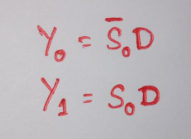 Y₀ = S̅₀D
Y₁ = S₀D